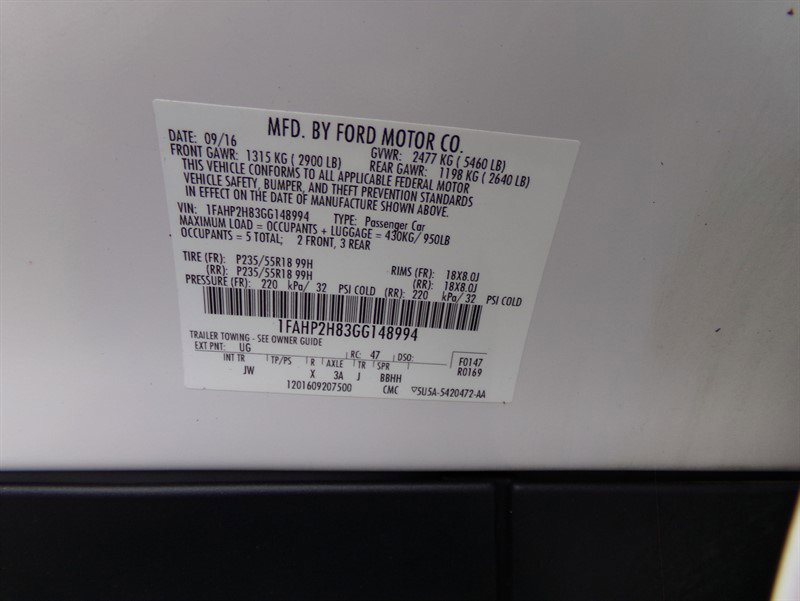 MFD. BY FORD MOTOR CO.
DATE: 09/16 GVWR: 2477 KG ( 5460 LB)
FRONT GAWR: 1315 KG ( 2900 LB) REAR GAWR: 1198 KG ( 2640 LB)
THIS VEHICLE CONFORMS TO ALL APPLICABLE FEDERAL MOTOR
VEHICLE SAFETY, BUMPER, AND THEFT PREVENTION STANDARDS
IN EFFECT ON THE DATE OF MANUFACTURE SHOWN ABOVE.
VIN: 1FAHP2H83GG148994 TYPE: Passenger Car
MAXIMUM LOAD = OCCUPANTS + LUGGAGE = 430KG/ 950LB
OCCUPANTS = 5 TOTAL; 2 FRONT, 3 REAR
TIRE (FR): P235/55R18 99H RIMS (FR): 18X8.0J
(RR): P235/55R18 99H (RR): 18X8.0J
PRESSURE (FR): 220 kPa/ 32 PSI COLD (RR): 220 kPa/ 32 PSI COLD
1FAHP2H83GG148994
TRAILER TOWING - SEE OWNER GUIDE
EXT PNT: UG RC: 47 DSO: F0147
INT TR TP/PS R AXLE TR SPR R0169
JW X 3A J BBHH
1201609207500 CMC 5U5A-5420472-AA